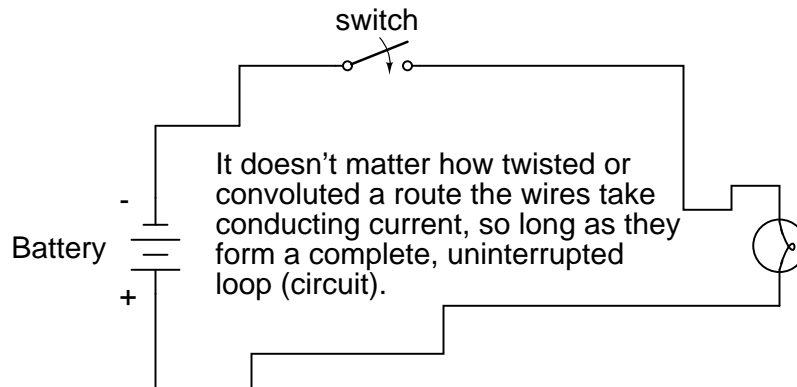 switch
It doesn't matter how twisted or
convoluted a route the wires take
conducting current, so long as they
form a complete, uninterrupted
loop (circuit).
-
Battery
+